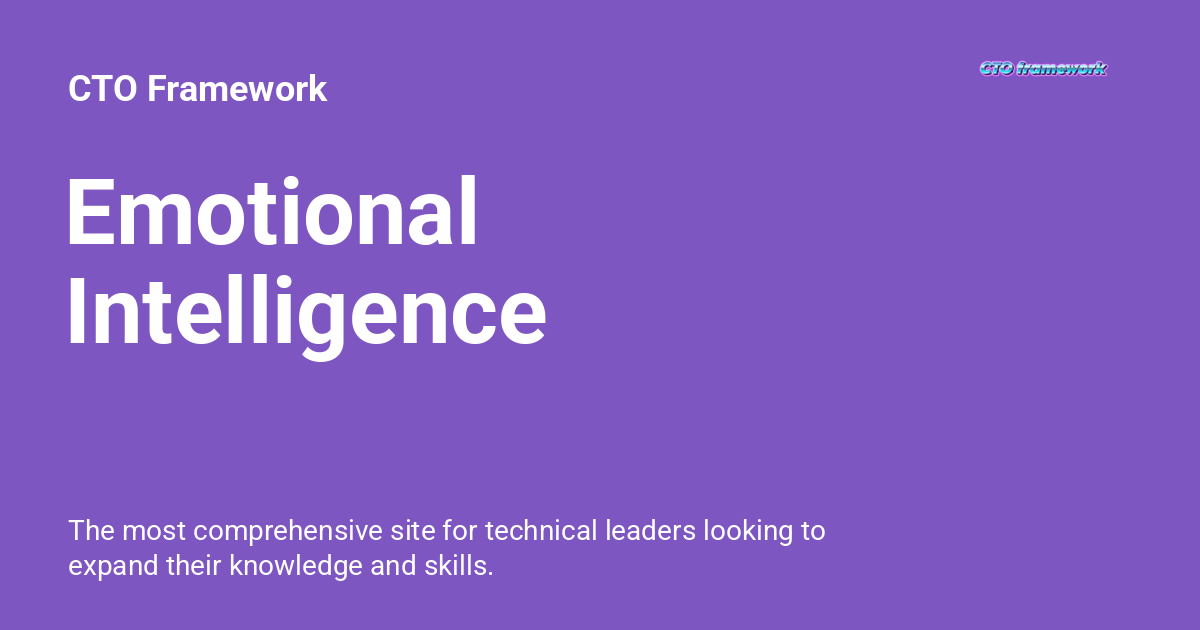 CTO Framework
CTO framework
Emotional
Intelligence
The most comprehensive site for technical leaders looking to
expand their knowledge and skills.